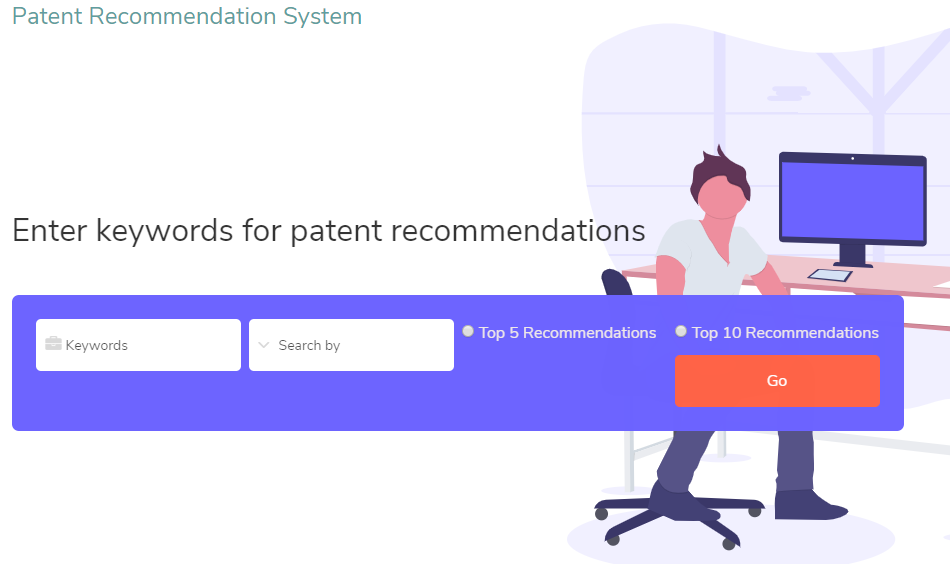 Patent Recommendation System
Enter keywords for patent recommendations
Keywords
Search by
Top 5 Recommendations
Top 10 Recommendations
Go